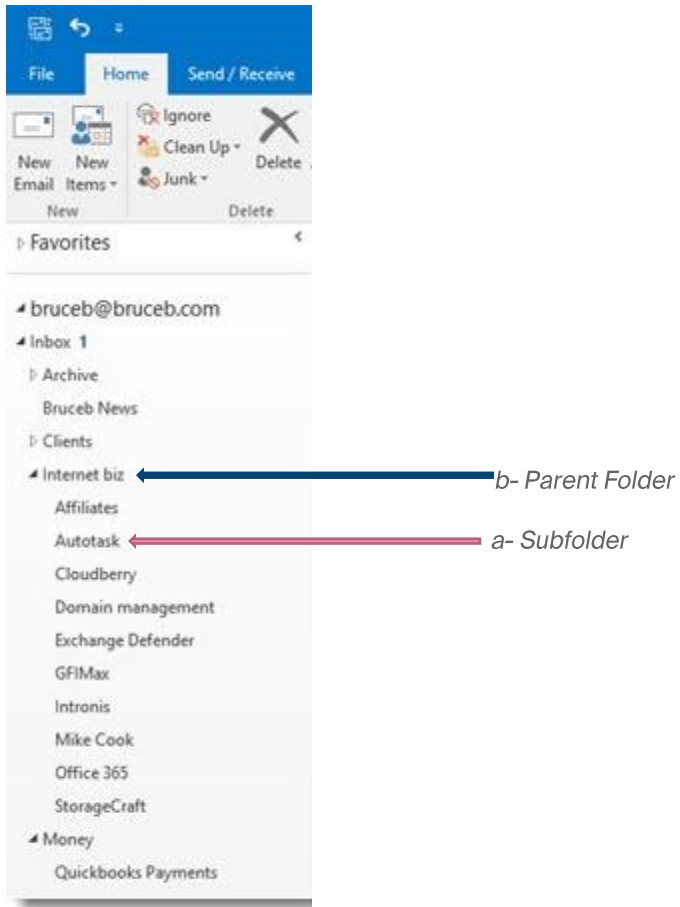 File Home Send / Receive
New Email
New Items
Ignore
Clean Up
Junk
Delete
New Delete
Favorites
bruceb@bruceb.com
Inbox 1
Archive
Bruceb News
Clients
Internet biz
b- Parent Folder
Affiliates
Autotask
a- Subfolder
Cloudberry
Domain management
Exchange Defender
GFIMax
Intronis
Mike Cook
Office 365
StorageCraft
Money
Quickbooks Payments